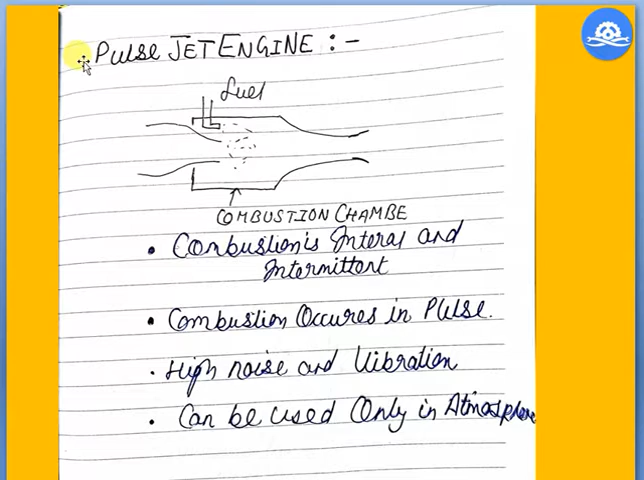 Pulse JET ENGINE : -
fuel
COMBUSTION CHAMBE
• Combustion is Interal and
Intermittent
• Combustion Occures in Pulse.
• High noise and Vibration
• Can be used Only in Atmosphere